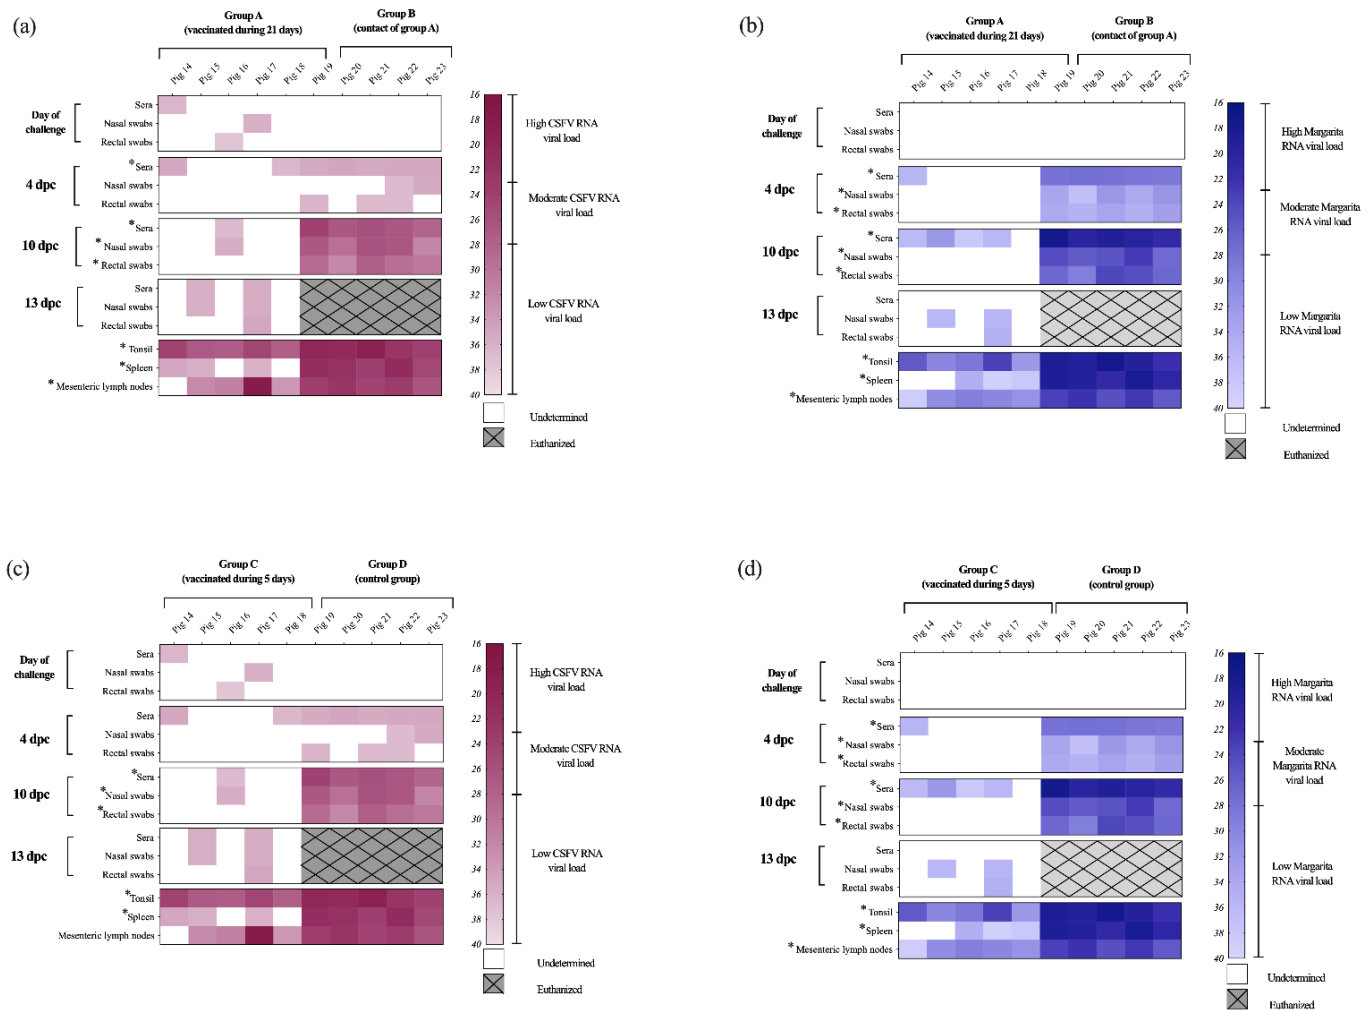 (a)
Group A
(vaccinated during 21 days)
Group B
(contact of group A)
Pig 14
Pig 15
Pig 16
Pig 17
Pig 18
Pig 19
Pig 20
Pig 21
Pig 22
Pig 23
Day of
challenge
Sera
Nasal swabs
Rectal swabs
4 dpc
*Sera
Nasal swabs
Rectal swabs
10 dpc
*Sera
*Nasal swabs
*Rectal swabs
13 dpc
Sera
Nasal swabs
Rectal swabs
*Tonsil
*Spleen
*Mesenteric lymph nodes
16
18
20
22
24
26
28
30
32
34
36
38
40
High CSFV RNA
viral load
Moderate CSFV RNA
viral load
Low CSFV RNA
viral load
Undetermined
Euthanized
(b)
Group A
(vaccinated during 21 days)
Group B
(contact of group A)
Pig 14
Pig 15
Pig 16
Pig 17
Pig 18
Pig 19
Pig 20
Pig 21
Pig 22
Pig 23
Day of
challenge
Sera
Nasal swabs
Rectal swabs
4 dpc
*Sera
*Nasal swabs
*Rectal swabs
10 dpc
*Sera
*Nasal swabs
*Rectal swabs
13 dpc
Sera
Nasal swabs
Rectal swabs
*Tonsil
*Spleen
*Mesenteric lymph nodes
16
18
20
22
24
26
28
30
32
34
36
38
40
High Margarita
RNA viral load
Moderate Margarita
RNA viral load
Low Margarita
RNA viral load
Undetermined
Euthanized
(c)
Group C
(vaccinated during 5 days)
Group D
(control group)
Pig 14
Pig 15
Pig 16
Pig 17
Pig 18
Pig 19
Pig 20
Pig 21
Pig 22
Pig 23
Day of
challenge
Sera
Nasal swabs
Rectal swabs
4 dpc
Sera
Nasal swabs
Rectal swabs
10 dpc
*Sera
*Nasal swabs
*Rectal swabs
13 dpc
Sera
Nasal swabs
Rectal swabs
*Tonsil
*Spleen
Mesenteric lymph nodes
16
18
20
22
24
26
28
30
32
34
36
38
40
High CSFV RNA
viral load
Moderate CSFV RNA
viral load
Low CSFV RNA
viral load
Undetermined
Euthanized
(d)
Group C
(vaccinated during 5 days)
Group D
(control group)
Pig 14
Pig 15
Pig 16
Pig 17
Pig 18
Pig 19
Pig 20
Pig 21
Pig 22
Pig 23
Day of
challenge
Sera
Nasal swabs
Rectal swabs
4 dpc
*Sera
*Nasal swabs
*Rectal swabs
10 dpc
*Sera
*Nasal swabs
*Rectal swabs
13 dpc
Sera
Nasal swabs
Rectal swabs
*Tonsil
*Spleen
*Mesenteric lymph nodes
16
18
20
22
24
26
28
30
32
34
36
38
40
High Margarita
RNA viral load
Moderate
Margarita RNA
viral load
Low Margarita
RNA viral load
Undetermined
Euthanized